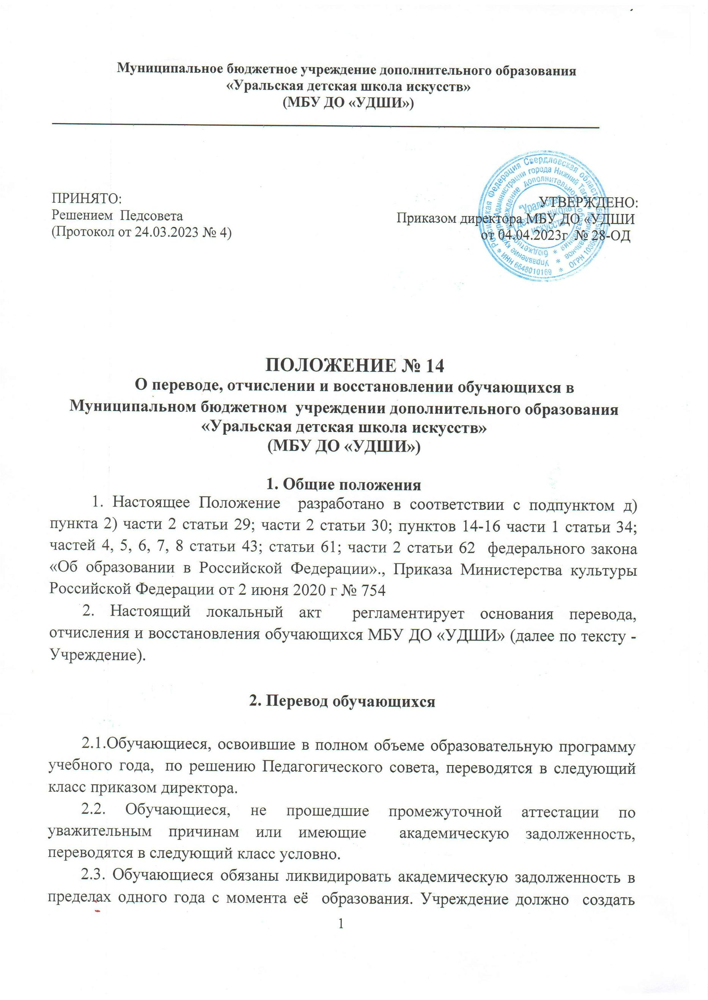 Муниципальное бюджетное учреждение дополнительного образования
«Уральская детская школа искусств»
(МБУ ДО «УДШИ»)
ПРИНЯТО:
Решением Педсовета
(Протокол от 24.03.2023 № 4)
УТВЕРЖДЕНО:
Приказом директора МБУ ДО «УДШИ
от 04.04.2023г № 28-ОД
Российская Федерация Свердловская область
Управление культуры Администрации города Нижний Тагил Муниципальное
бюджетное учреждение дополнительного образования
"Уральская
детская школа
искусств"
ИНН 6648010169
ОГРН
ПОЛОЖЕНИЕ № 14
О переводе, отчислении и восстановлении обучающихся в
Муниципальном бюджетном учреждении дополнительного образования
«Уральская детская школа искусств»
(МБУ ДО «УДШИ»)
1. Общие положения
1. Настоящее Положение разработано в соответствии с подпунктом д)
пункта 2) части 2 статьи 29; части 2 статьи 30; пунктов 14-16 части 1 статьи 34;
частей 4, 5, 6, 7, 8 статьи 43; статьи 61; части 2 статьи 62 федерального закона
«Об образовании в Российской Федерации»., Приказа Министерства культуры
Российской Федерации от 2 июня 2020 г № 754
2. Настоящий локальный акт регламентирует основания перевода,
отчисления и восстановления обучающихся МБУ ДО «УДШИ» (далее по тексту -
Учреждение).
2. Перевод обучающихся
2.1.Обучающиеся, освоившие в полном объеме образовательную программу
учебного года, по решению Педагогического совета, переводятся в следующий
класс приказом директора.
2.2. Обучающиеся, не прошедшие промежуточной аттестации по
уважительным причинам или имеющие академическую задолженность,
переводятся в следующий класс условно.
2.3. Обучающиеся обязаны ликвидировать академическую задолженность в
пределах одного года с момента её образования. Учреждение должно создать
1